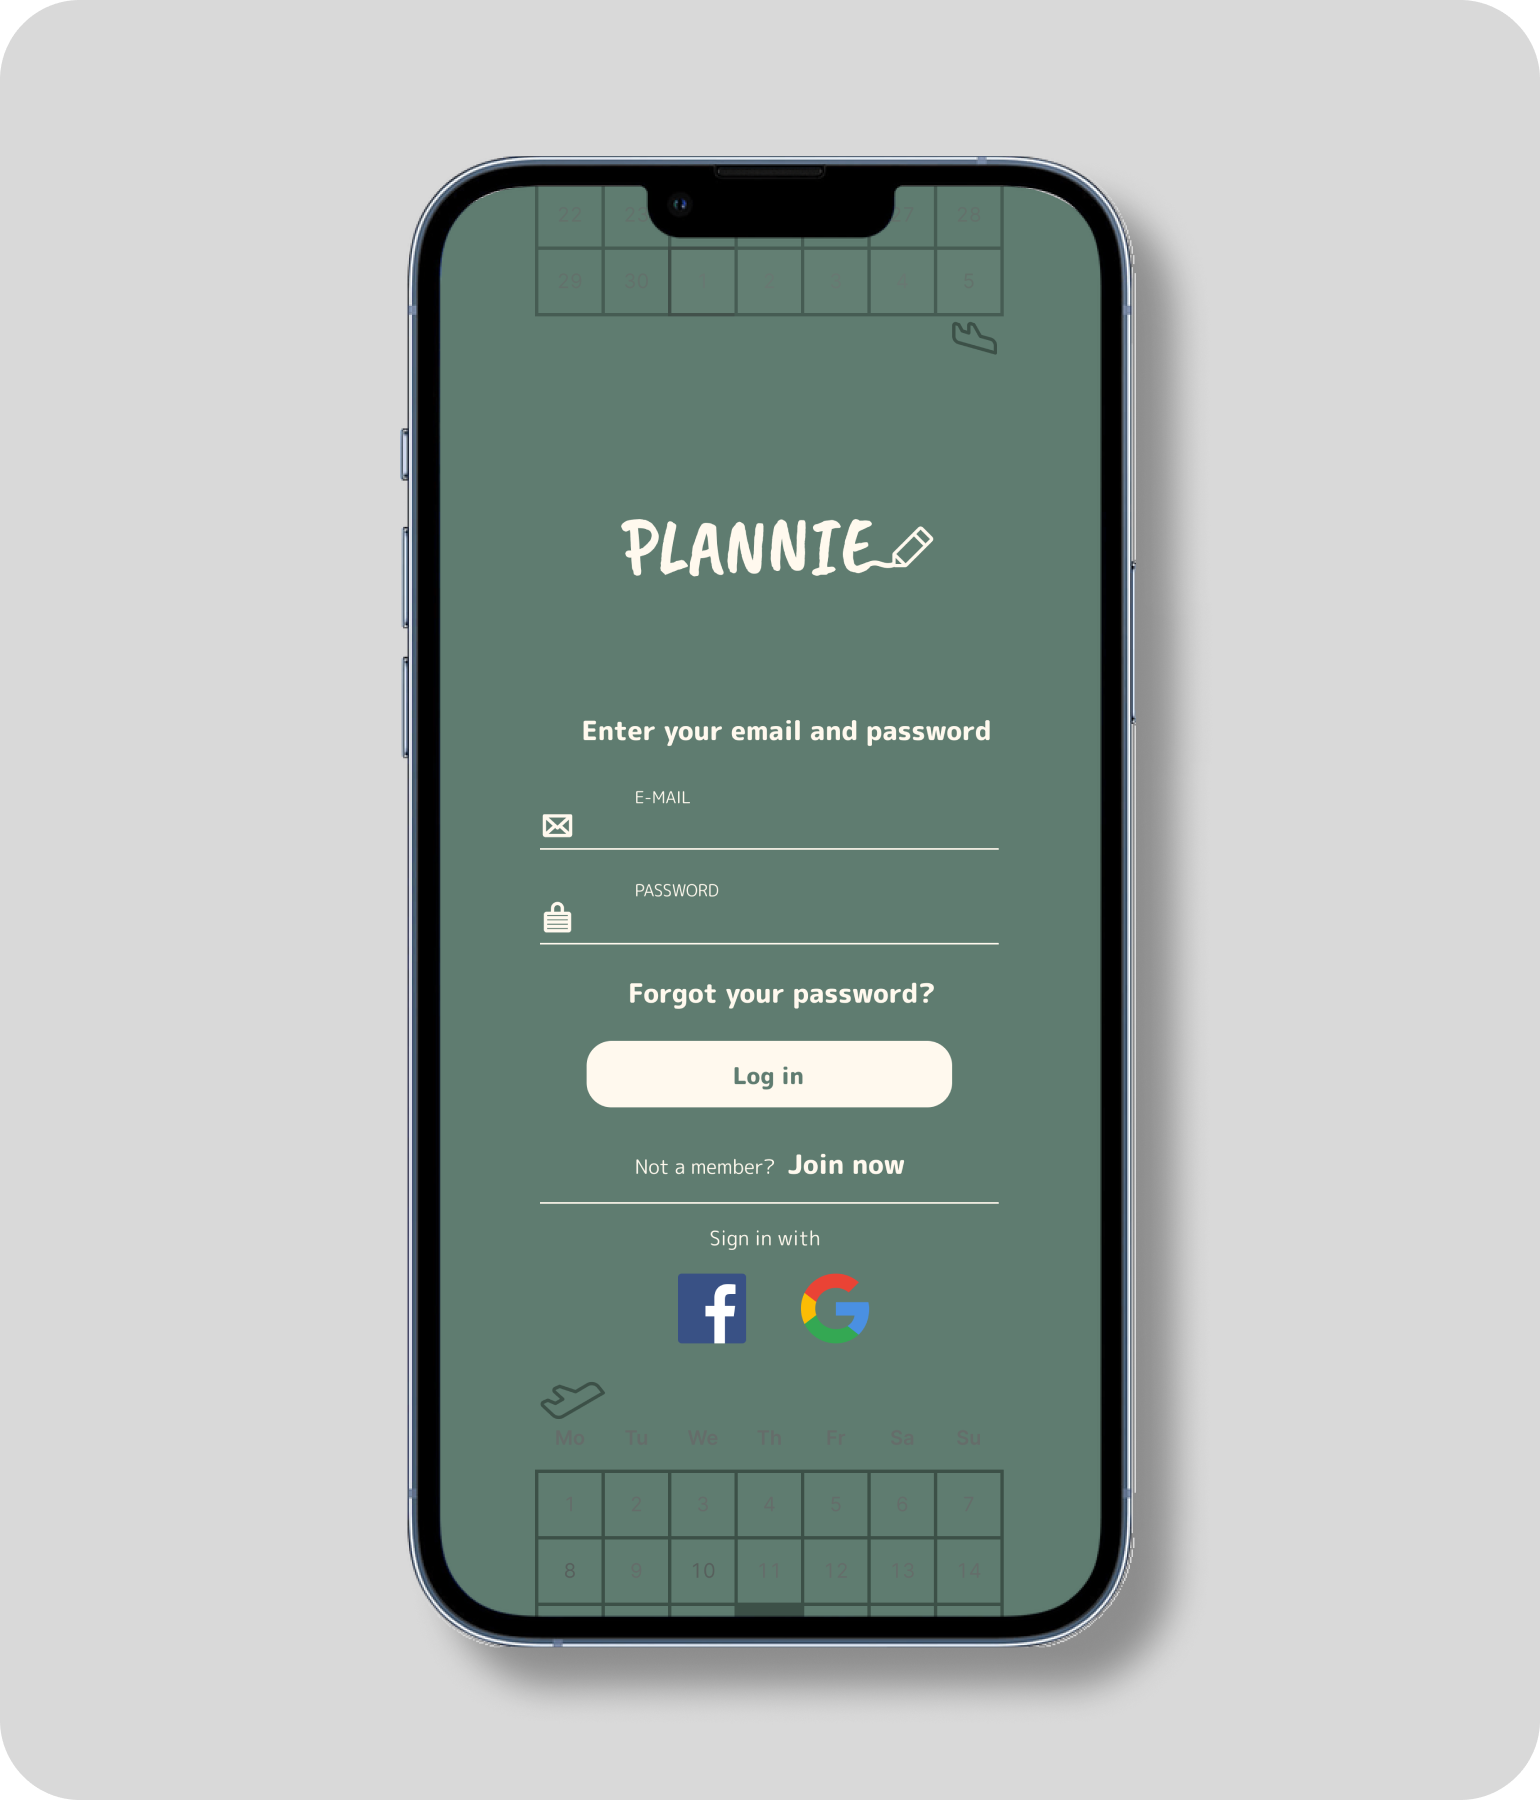 22 23 27 28
29 30 1 2 3 4 5
PLANNIE
Enter your email and password
E-MAIL
PASSWORD
Forgot your password?
Log in
Not a member? Join now
Sign in with
Mo Tu We Th Fr Sa Su
1 2 3 4 5 6 7
8 9 10 11 12 13 14